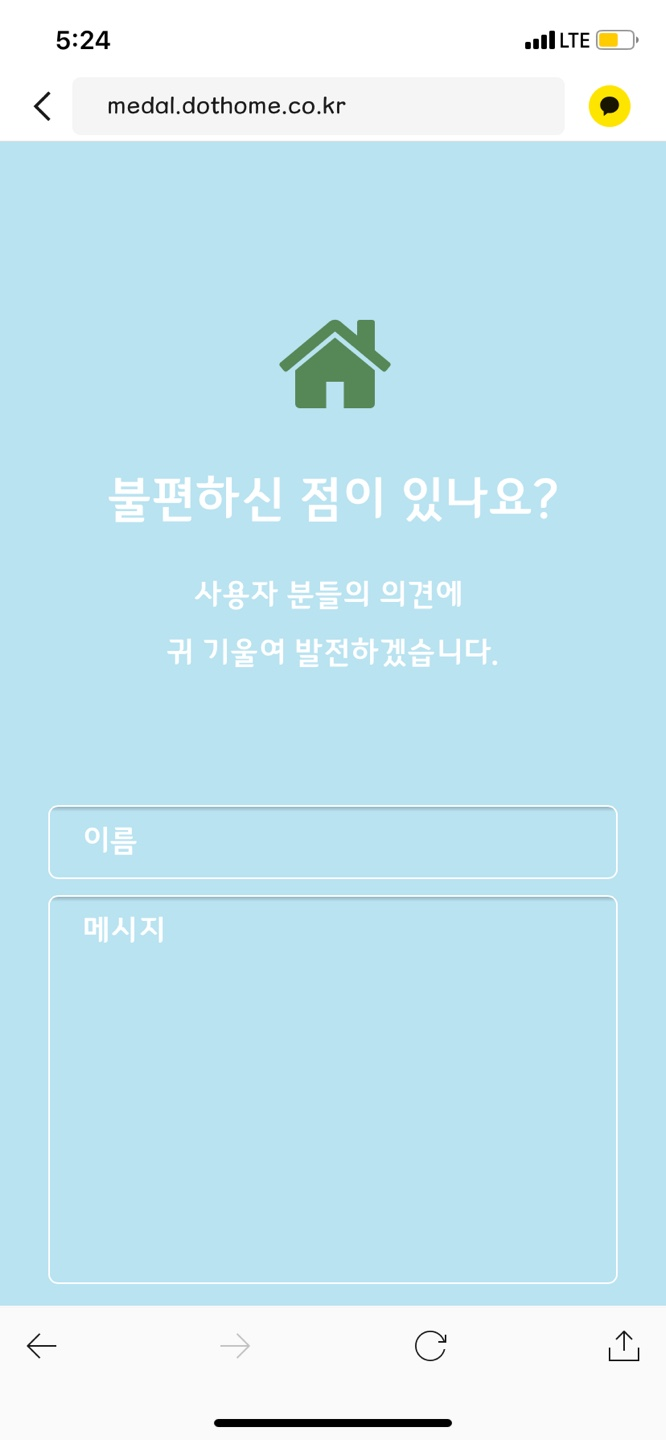 5:24
LTE
medal.dothome.co.kr
불편하신 점이 있나요?
사용자 분들의 의견에
귀 기울여 발전하겠습니다.
이름
메시지